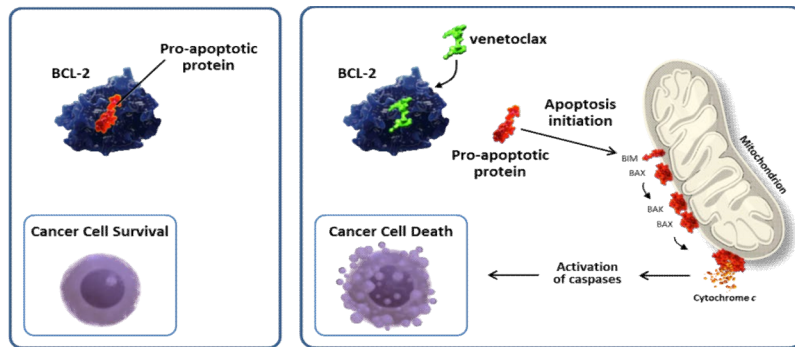 Pro-apoptotic
protein
BCL-2
Cancer Cell Survival
venetoclax
BCL-2
Apoptosis
initiation
Pro-apoptotic
protein
Mitochondrion
BIM
BAX
BAK
BAX
Cytochrome c
Activation
of caspases
Cancer Cell Death